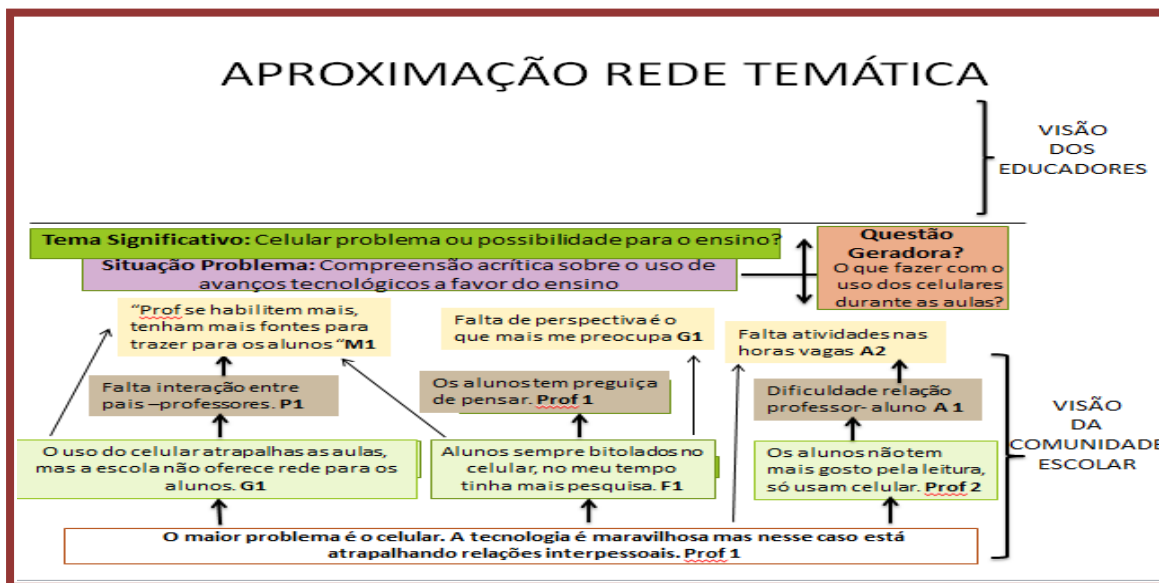 APROXIMAÇÃO REDE TEMÁTICA
VISÃO
DOS
EDUCADORES
Tema Significativo: Celular problema ou possibilidade para o ensino?
Situação Problema: Compreensão acrítica sobre o uso de
avanços tecnológicos a favor do ensino
Questão
Geradora?
O que fazer com o
uso dos celulares
durante as aulas?
“Prof se habilitem mais,
tenham mais fontes para
trazer para os alunos “M1
Falta de perspectiva é o
que mais me preocupa G1
Falta atividades nas
horas vagas A2
Falta interação entre
pais –professores. P1
Os alunos tem preguiça
de pensar. Prof 1
Dificuldade relação
professor- aluno A 1
VISÃO
DA
COMUNIDADE
ESCOLAR
O uso do celular atrapalha as aulas,
mas a escola não oferece rede para os
alunos. G1
Alunos sempre bitolados no
celular, no meu tempo
tinha mais pesquisa. F1
Os alunos não tem
mais gosto pela leitura,
só usam celular. Prof 2
O maior problema é o celular. A tecnologia é maravilhosa mas nesse caso está
atrapalhando relações interpessoais. Prof 1